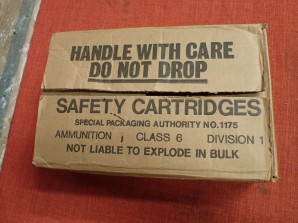 HANDLE WITH CARE
DO NOT DROP
SAFETY CARTRIDGES
SPECIAL PACKAGING AUTHORITY NO.1175
AMMUNITION , CLASS 6 DIVISION 1
NOT LIABLE TO EXPLODE IN BULK